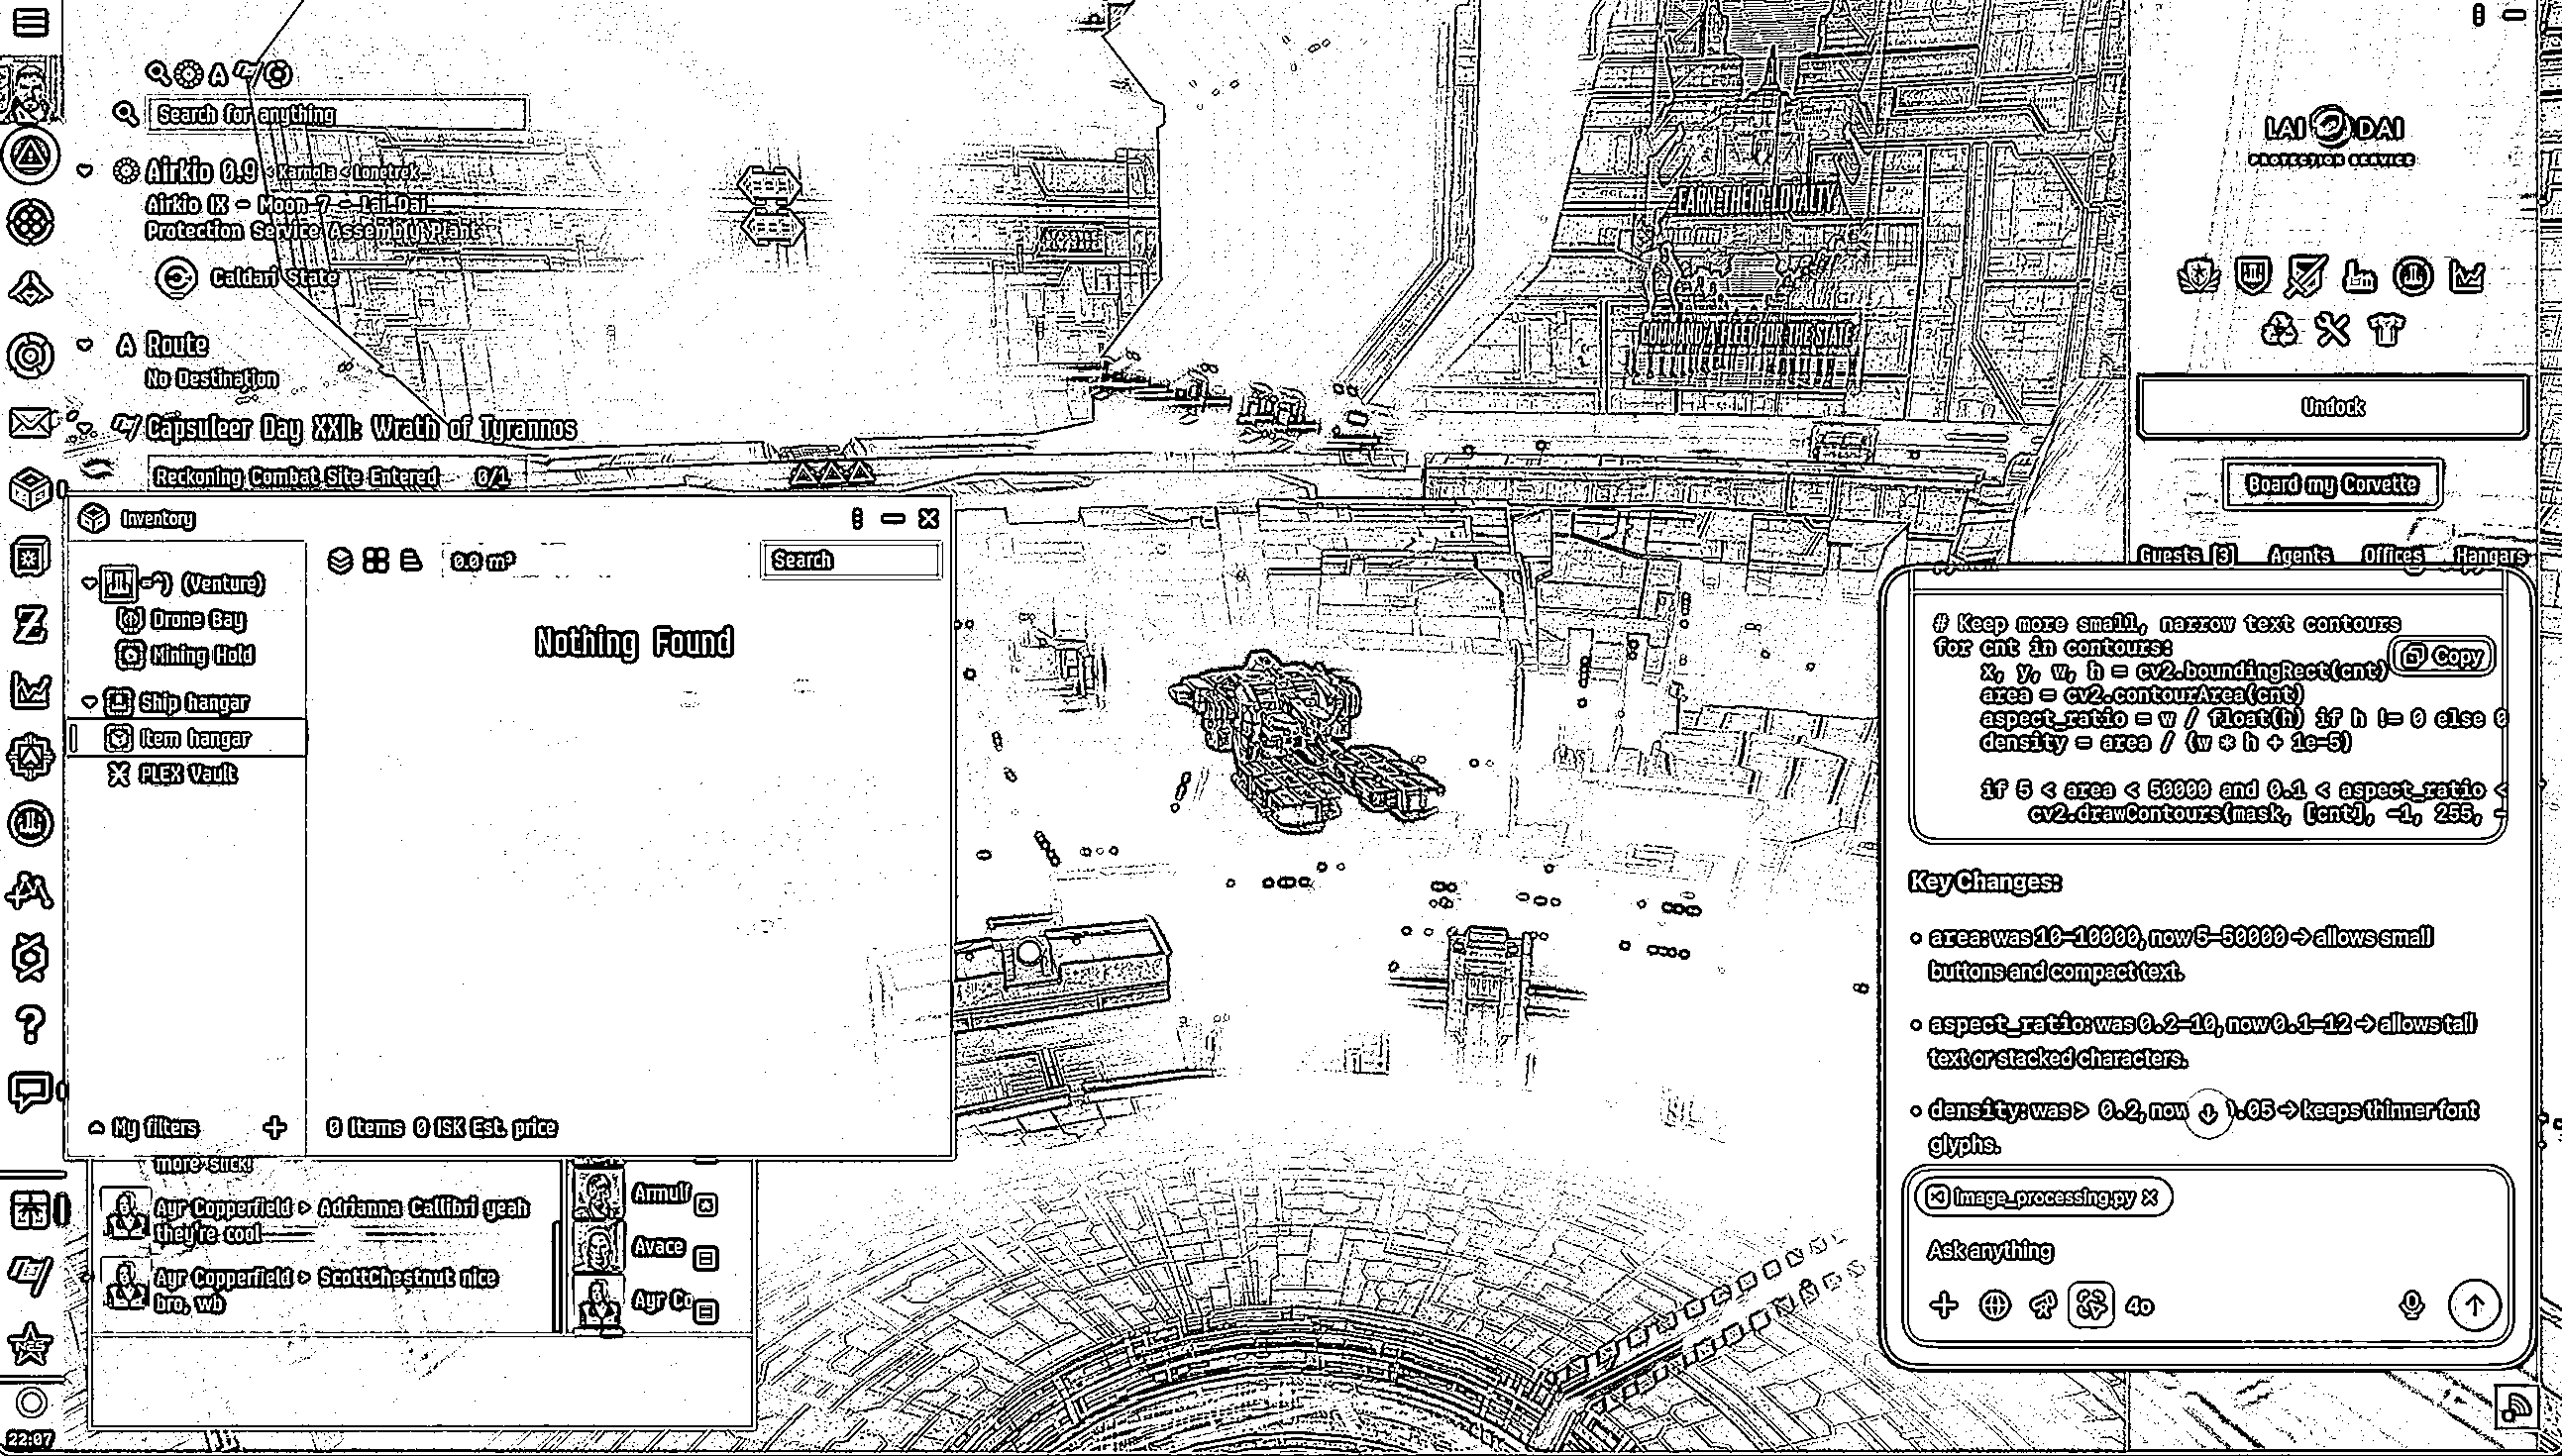 Search for anything
Airkio 0.9 < Karnola < Lonetrek
Airkio IX - Moon 7 - Lai Dai
Protection Service Assembly Plant
Caldari State
Route
No Destination
Capsuleer Day XXII: Wrath of Tyrannos
Reckoning Combat Site Entered 0/1
EARN THEIR LOYALTY
COMMAND A FLEET FOR THE STATE
LAI DAI
PROTECTION SERVICE
Undock
Board my Corvette
Guests [3] Agents Offices Hangars
Inventory
0.0 m³
Search
=^) (Venture)
Drone Bay
Mining Hold
Ship hangar
Item hangar
PLEX Vault
Nothing Found
My filters
0 Items 0 ISK Est. price
more suck!
Ayr Copperfield > Adrianna Callibri yeah
they're cool
Ayr Copperfield > ScottChestnut nice
bro, wb
Armulf
Avace
Ayr Co
22:07
# Keep more small, narrow text contours
for cnt in contours:
x, y, w, h = cv2.boundingRect(cnt)
area = cv2.contourArea(cnt)
aspect_ratio = w / float(h) if h != 0 else 0
density = area / (w * h + 1e-5)
if 5 < area < 50000 and 0.1 < aspect_ratio <
cv2.drawContours(mask, [cnt], -1, 255, -
Copy
Key Changes:
area: was 10–10000, now 5–50000 → allows small
buttons and compact text.
aspect_ratio: was 0.2–10, now 0.1–12 → allows tall
text or stacked characters.
density: was > 0.2, now .05 → keeps thinner font
glyphs.
image_processing.py
Ask anything
4o